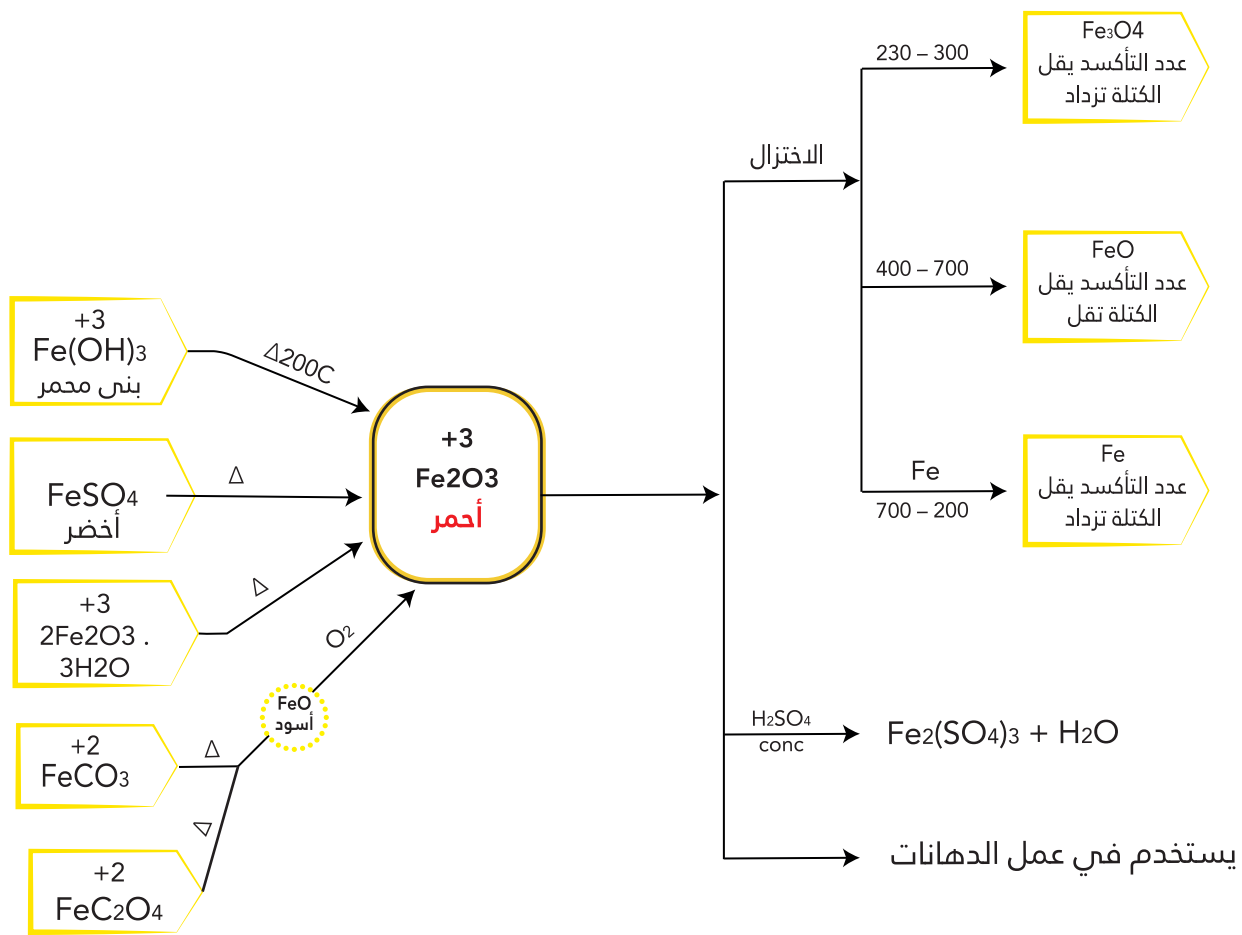 +3
Fe(OH)3
بنى محمر
Δ200C
FeSO4
أخضر
Δ
+3
2Fe2O3 .
3H2O
Δ
+2
FeCO3
Δ
+2
FeC2O4
Δ
FeO
أسود
O2
+3
Fe2O3
أحمر
الاختزال
230 – 300
Fe3O4
عدد التأكسد يقل
الكتلة تزداد
400 – 700
FeO
عدد التأكسد يقل
الكتلة تقل
Fe
700 – 200
Fe
عدد التأكسد يقل
الكتلة تزداد
H2SO4
conc
Fe2(SO4)3 + H2O
يستخدم في عمل الدهانات